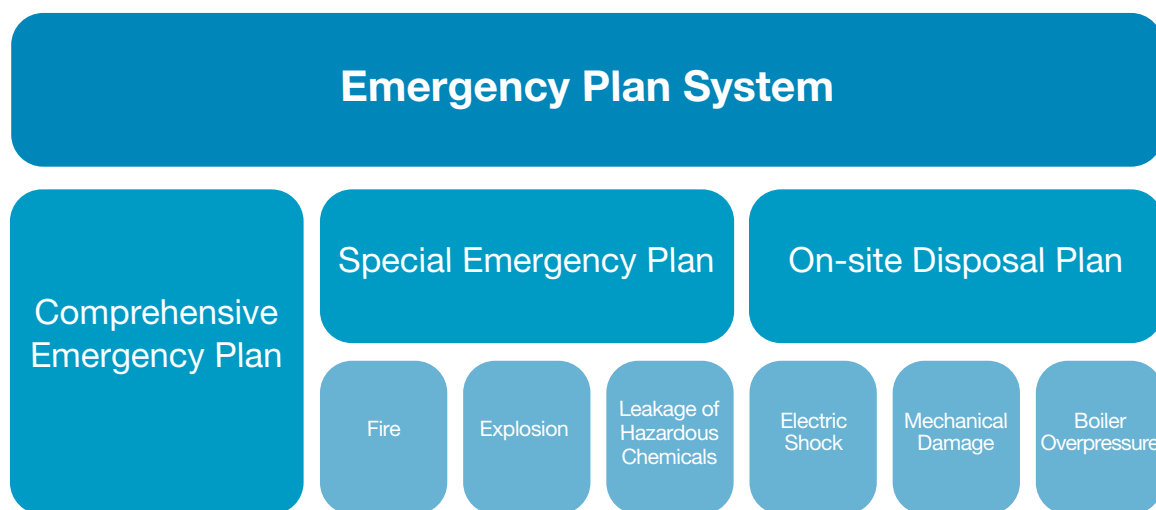 Emergency Plan System
Comprehensive
Emergency Plan
Special Emergency Plan
On-site Disposal Plan
Fire
Explosion
Leakage of
Hazardous
Chemicals
Electric
Shock
Mechanical
Damage
Boiler
Overpressure